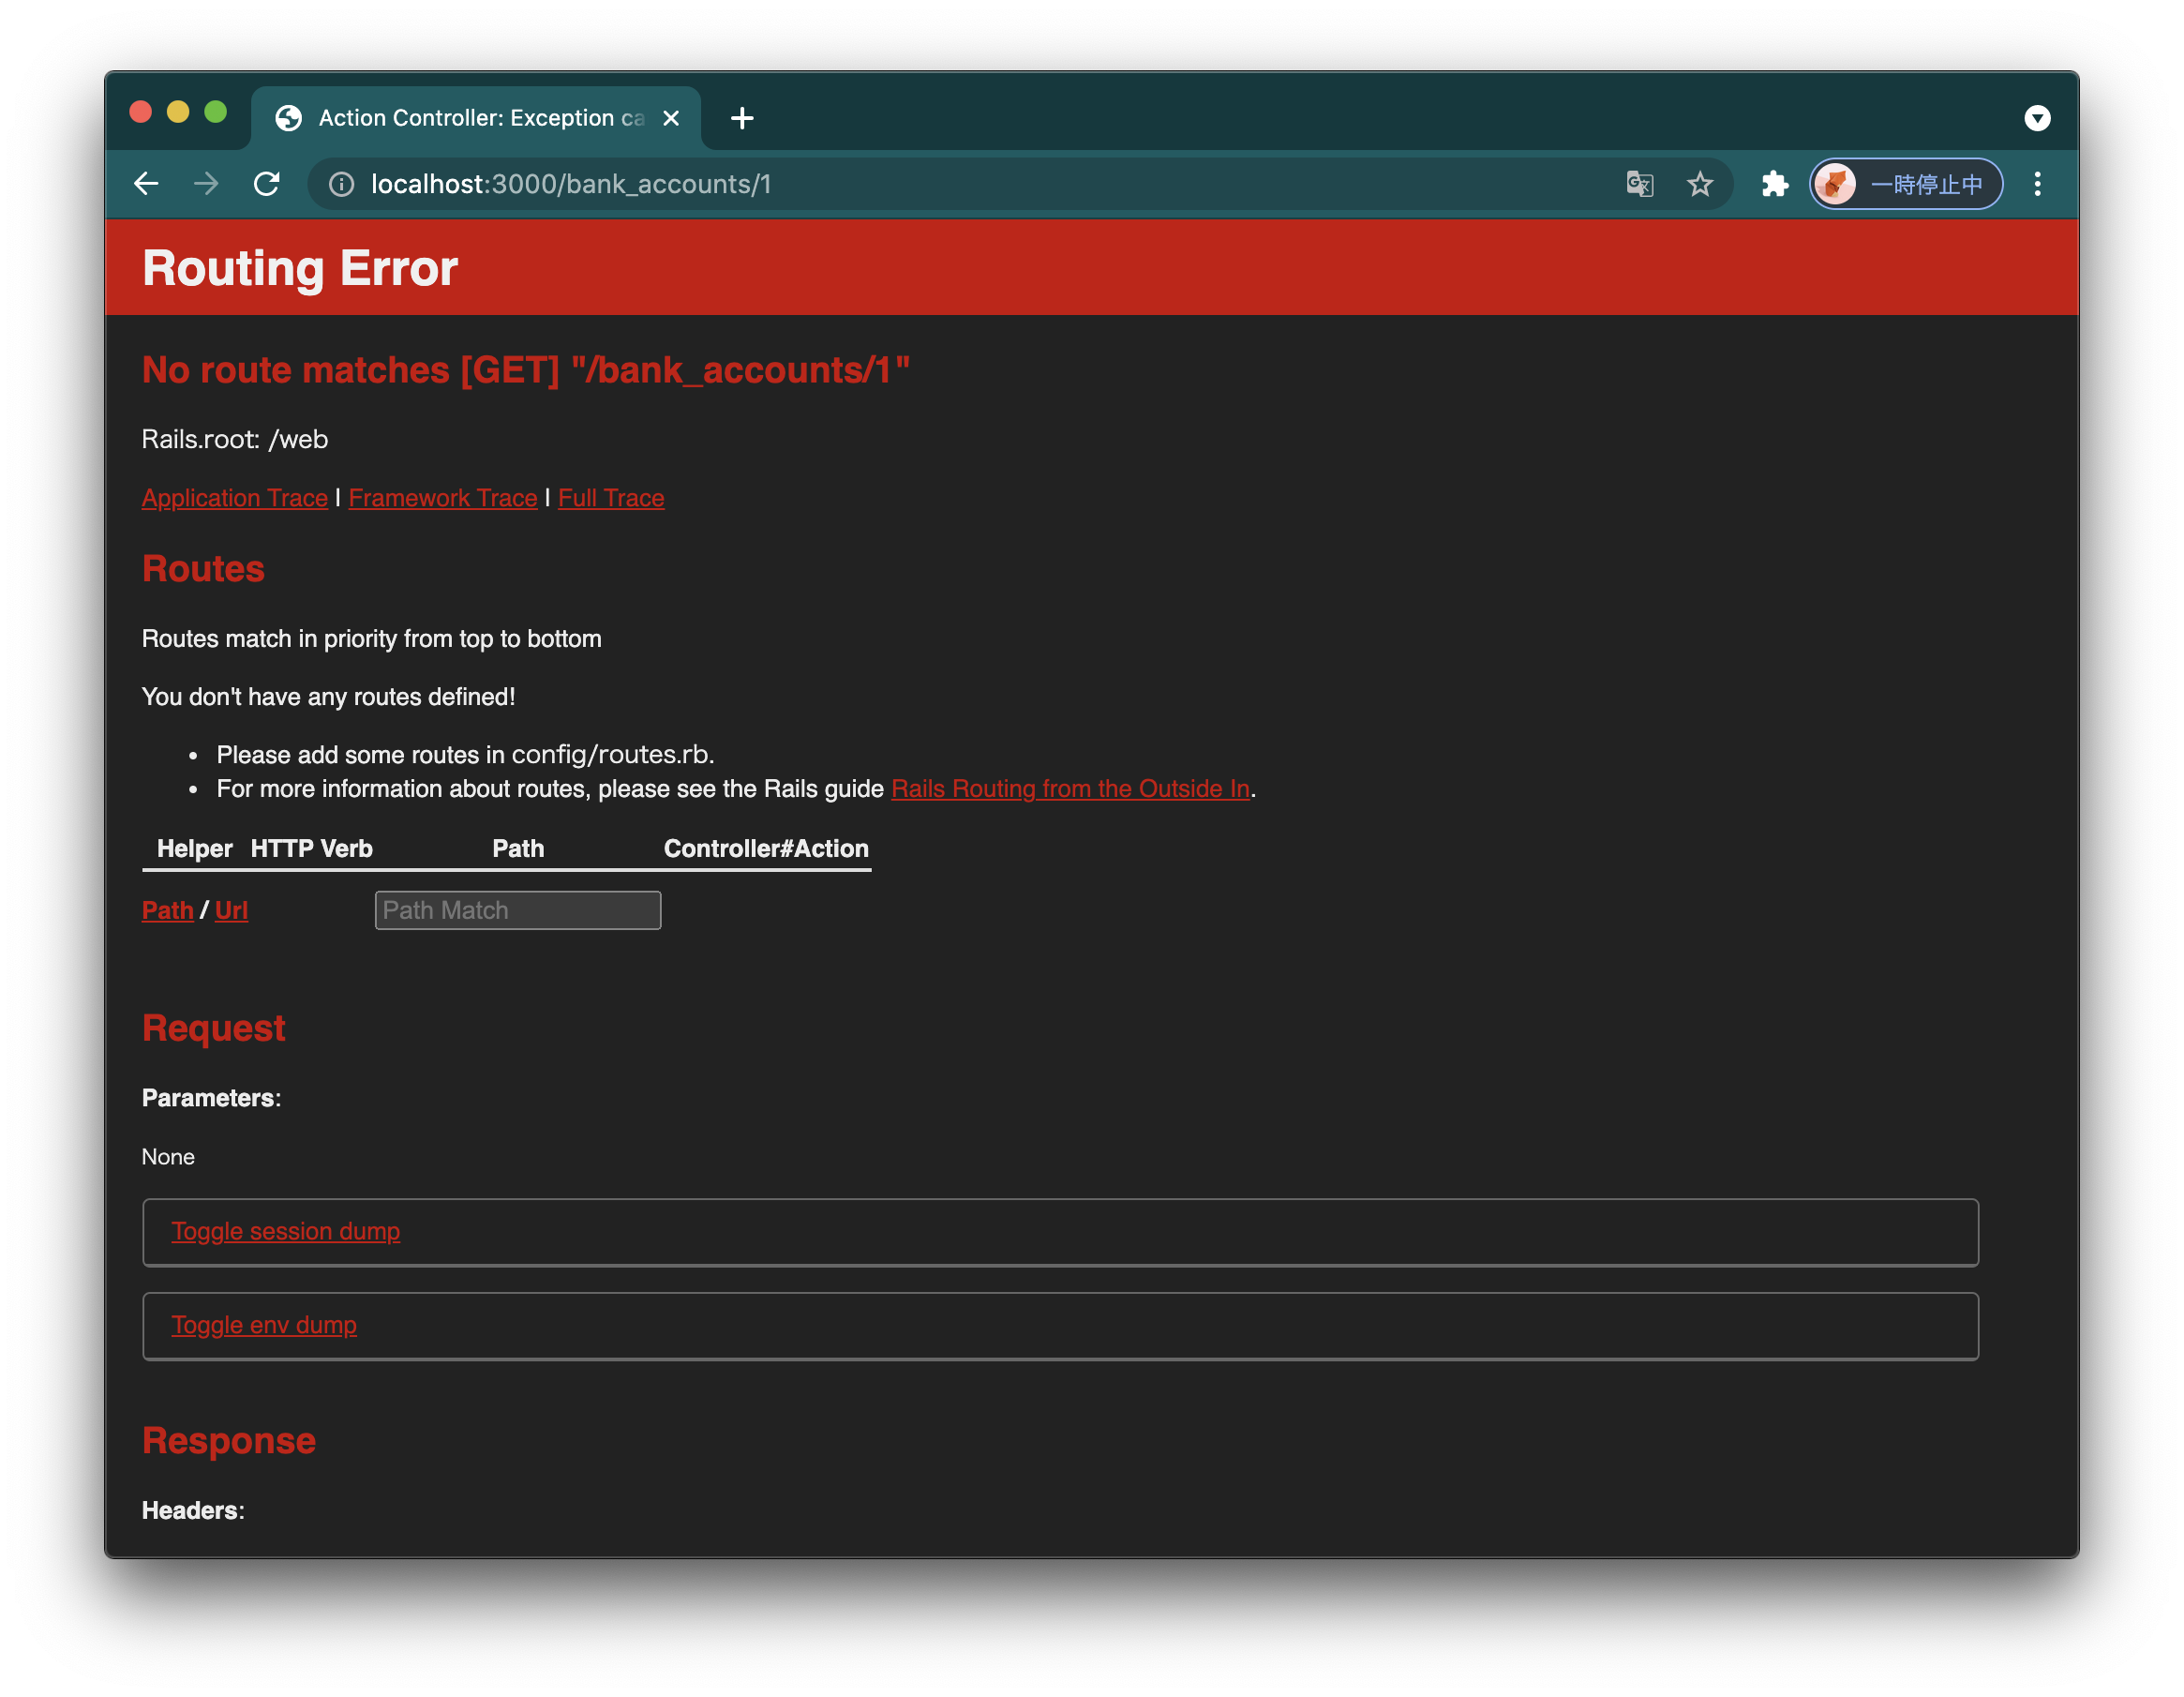 Action Controller: Exception ca
localhost:3000/bank_accounts/1
一時停止中
Routing Error
No route matches [GET] "/bank_accounts/1"
Rails.root: /web
Application Trace | Framework Trace | Full Trace
Routes
Routes match in priority from top to bottom
You don't have any routes defined!
• Please add some routes in config/routes.rb.
• For more information about routes, please see the Rails guide Rails Routing from the Outside In.
Helper HTTP Verb Path Controller#Action
Path / Url Path Match
Request
Parameters:
None
Toggle session dump
Toggle env dump
Response
Headers: